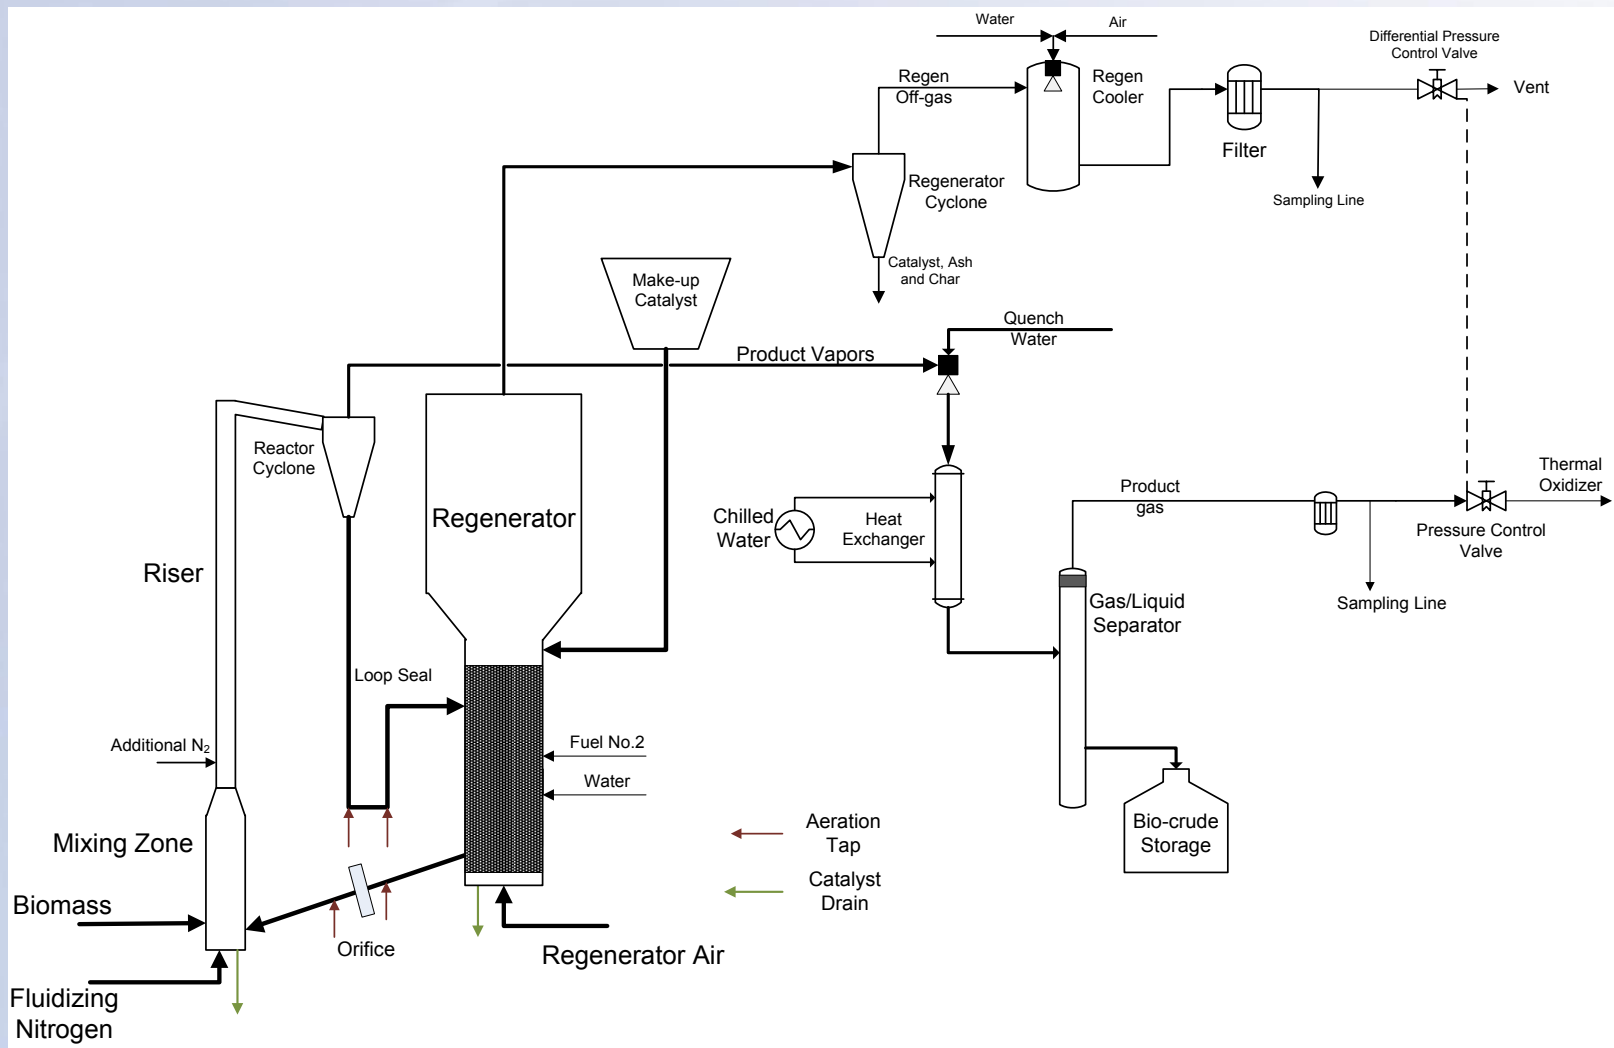 Water
Air
Differential Pressure
Control Valve
Regen
Off-gas
Regen
Cooler
Vent
Filter
Regenerator
Cyclone
Sampling Line
Catalyst, Ash
and Char
Make-up
Catalyst
Quench
Water
Product Vapors
Reactor
Cyclone
Regenerator
Chilled
Water
Heat
Exchanger
Product
gas
Thermal
Oxidizer
Pressure Control
Valve
Riser
Gas/Liquid
Separator
Sampling Line
Loop Seal
Additional N₂
Fuel No.2
Water
Mixing Zone
Aeration
Tap
Bio-crude
Storage
Catalyst
Drain
Biomass
Orifice
Regenerator Air
Fluidizing
Nitrogen